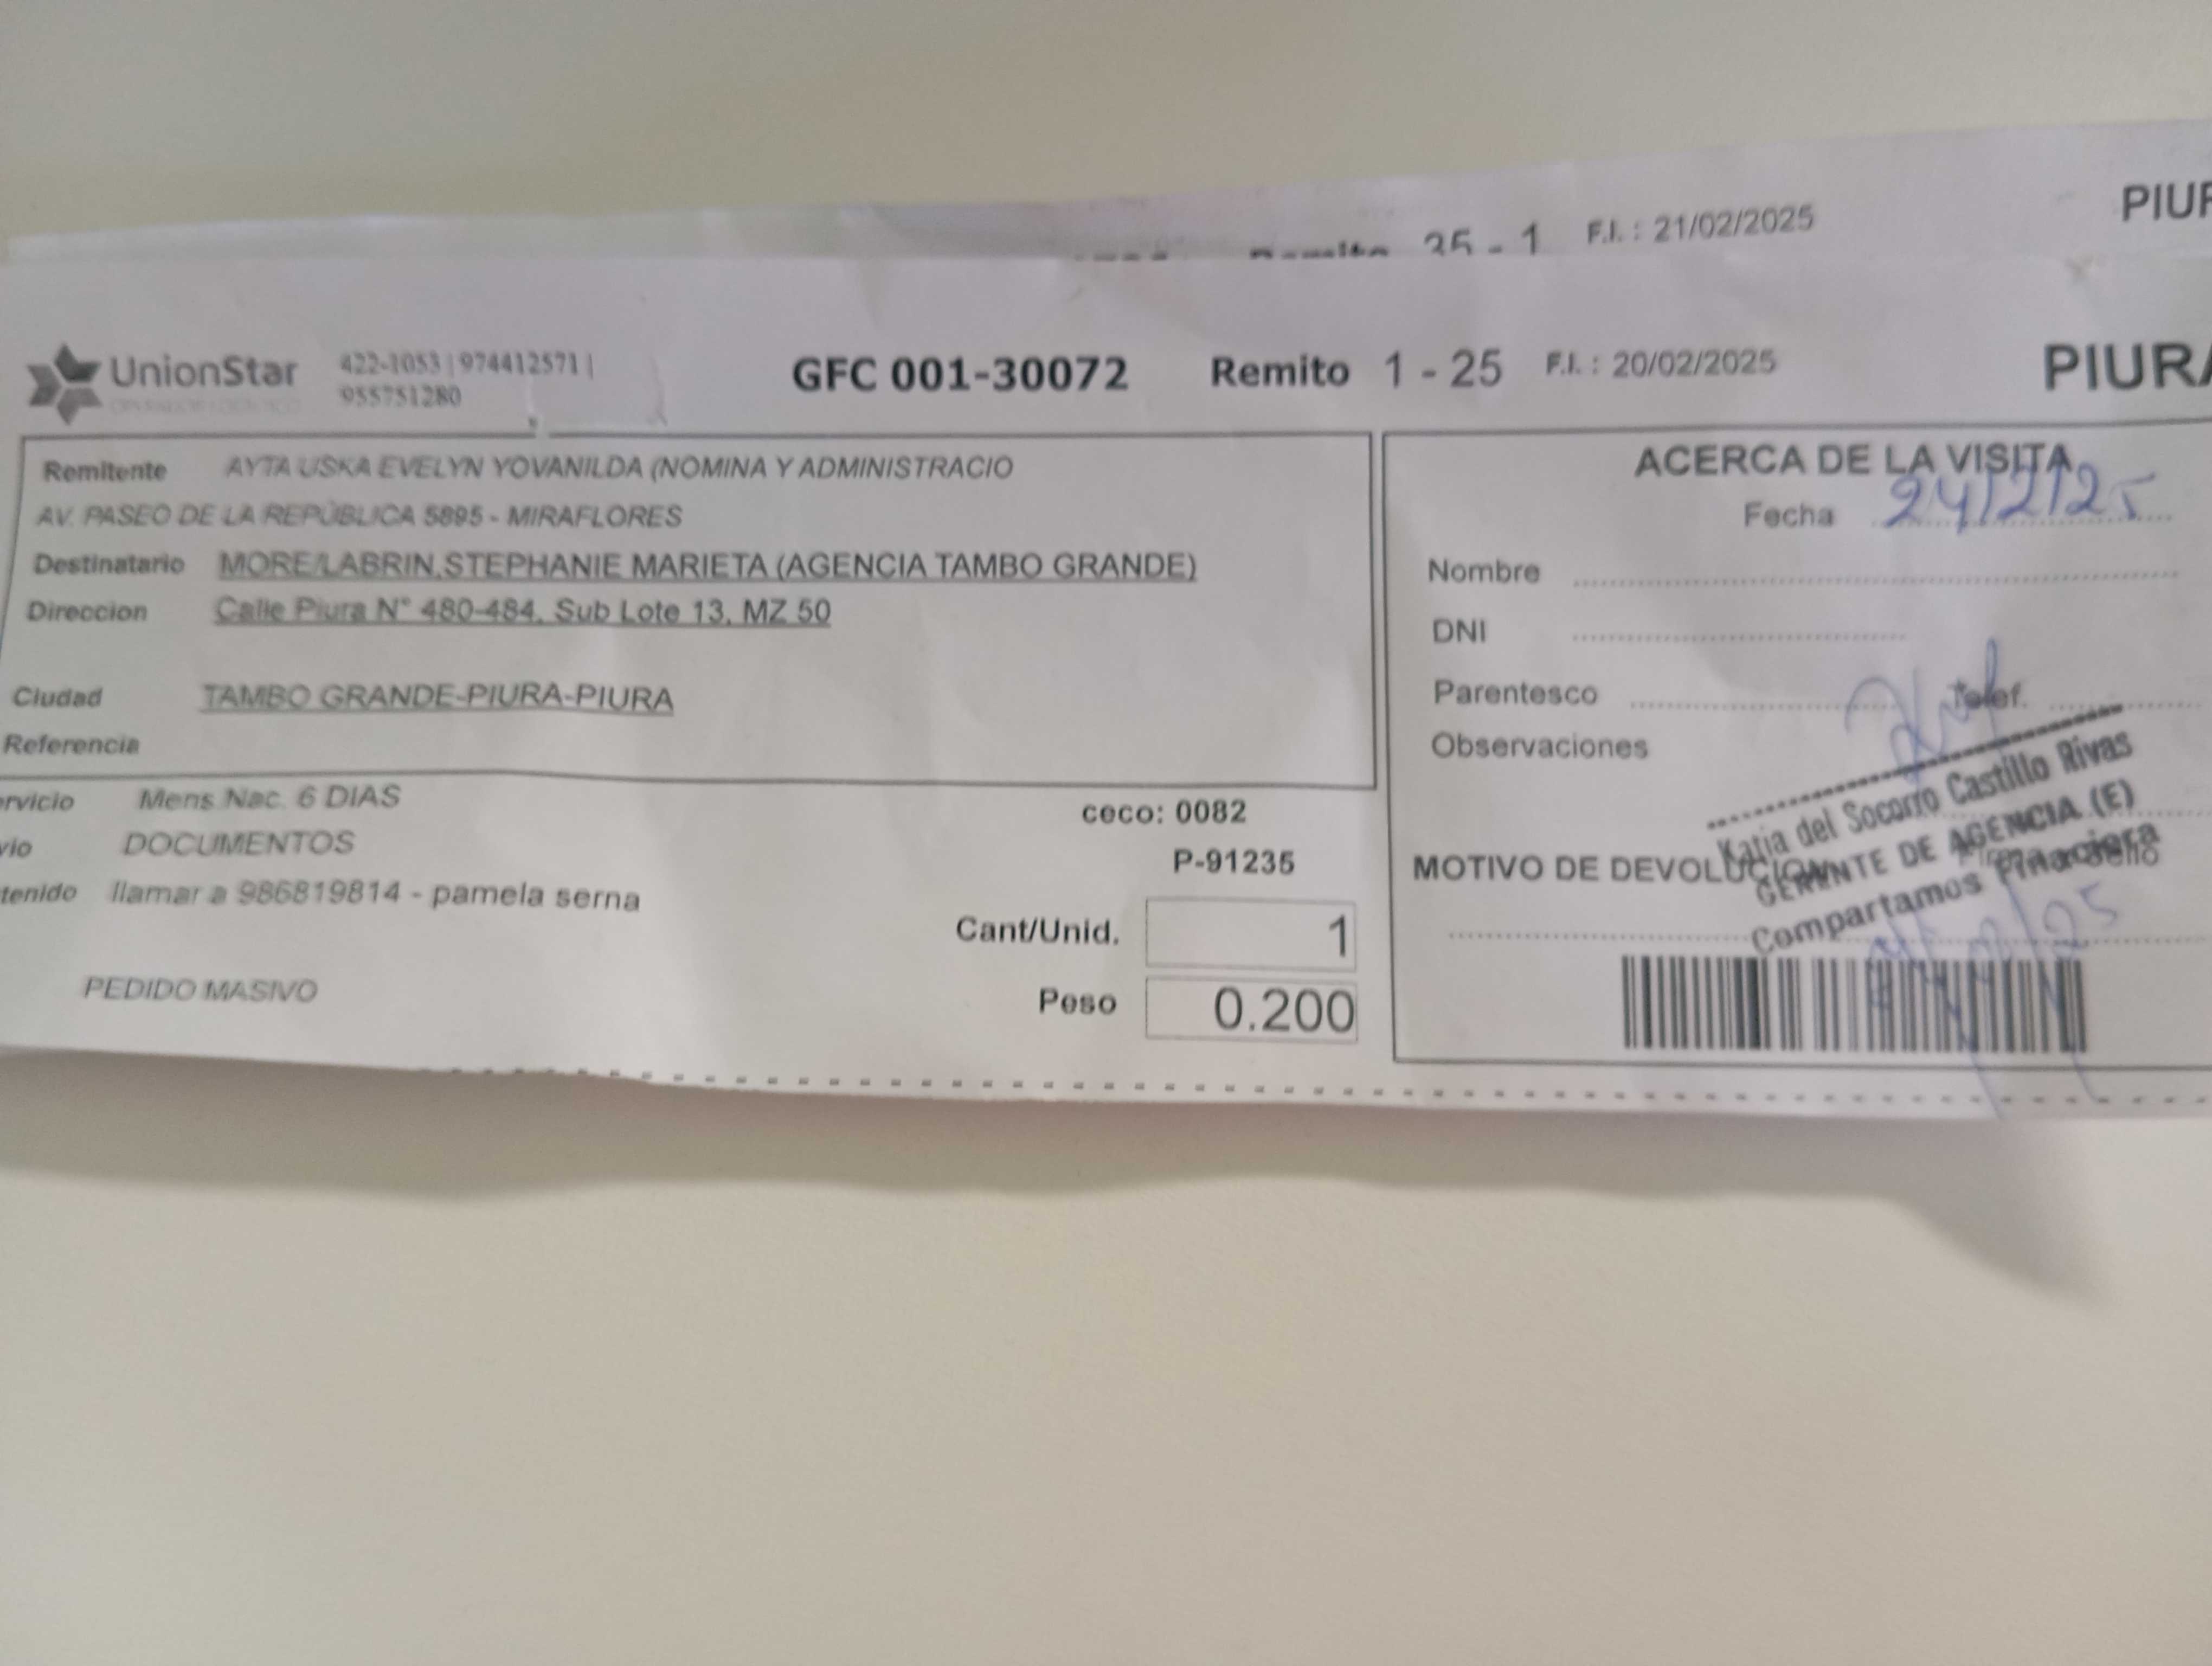 35 - 1 F.I. : 21/02/2025
UnionStar
422-1053 | 974412571 |
955751280
GFC 001-30072 Remito 1 - 25 F.I. : 20/02/2025 PIURA
Remitente AYTA USKA EVELYN YOVANILDA (NOMINA Y ADMINISTRACIO
AV. PASEO DE LA REPÚBLICA 5895 - MIRAFLORES
Destinatario MORE/LABRIN,STEPHANIE MARIETA (AGENCIA TAMBO GRANDE)
Direccion Calle Piura N° 480-484, Sub Lote 13, MZ 50
Ciudad TAMBO GRANDE-PIURA-PIURA
Referencia
ervicio Mens Nac. 6 DIAS
vio DOCUMENTOS
tenido llamar a 986819814 - pamela serna
PEDIDO MASIVO
ceco: 0082
P-91235
Cant/Unid. 1
Peso 0.200
ACERCA DE LA VISITA
Fecha 24/2/25
Nombre
DNI
Parentesco Telef.
Observaciones
Katia del Socorro Castillo Rivas
GERENTE DE AGENCIA (E)
Compartamos Financiera
MOTIVO DE DEVOLUCION